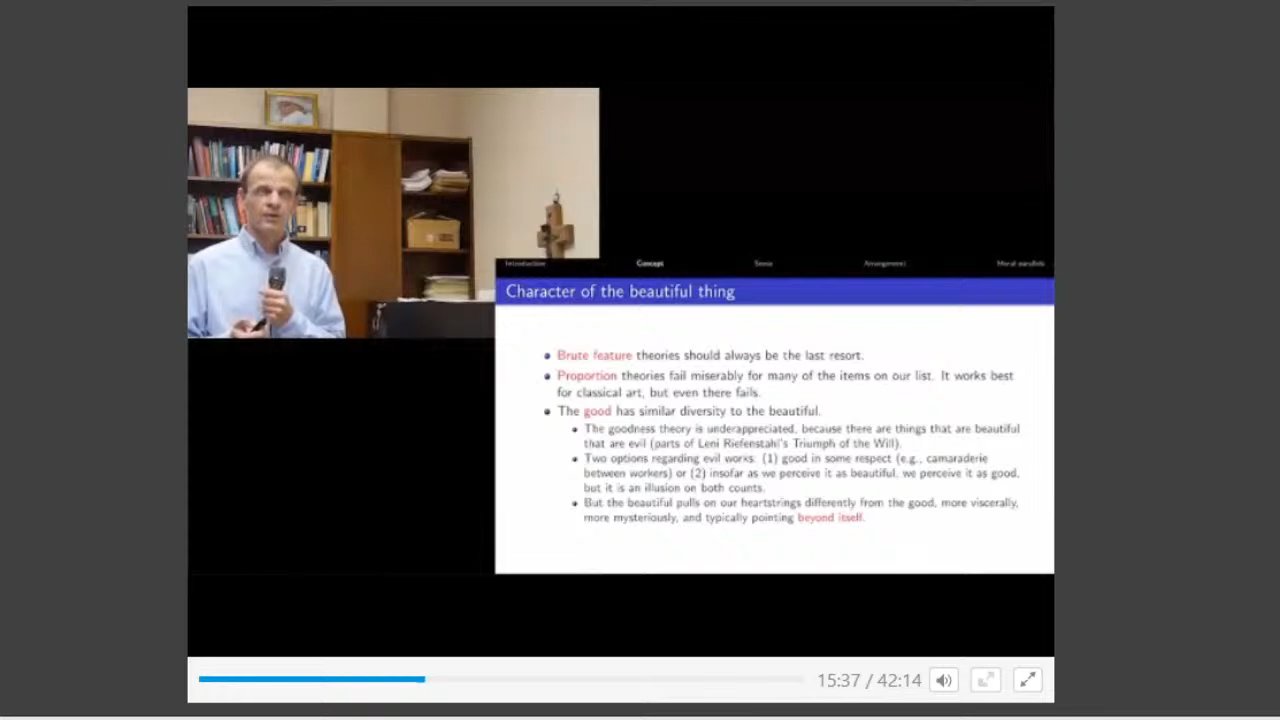 Introduction Concept Sense Arrangement Moral parallels
Character of the beautiful thing
Brute feature theories should always be the last resort.
Proportion theories fail miserably for many of the items on our list. It works best
for classical art, but even there fails.
The good has similar diversity to the beautiful.
The goodness theory is underappreciated, because there are things that are beautiful
that are evil (parts of Leni Riefenstahl's Triumph of the Will).
Two options regarding evil works: (1) good in some respect (e.g., camaraderie
between workers) or (2) insofar as we perceive it as beautiful, we perceive it as good,
but it is an illusion on both counts.
But the beautiful pulls on our heartstrings differently from the good, more viscerally,
more mysteriously, and typically pointing beyond itself.
15:37 / 42:14